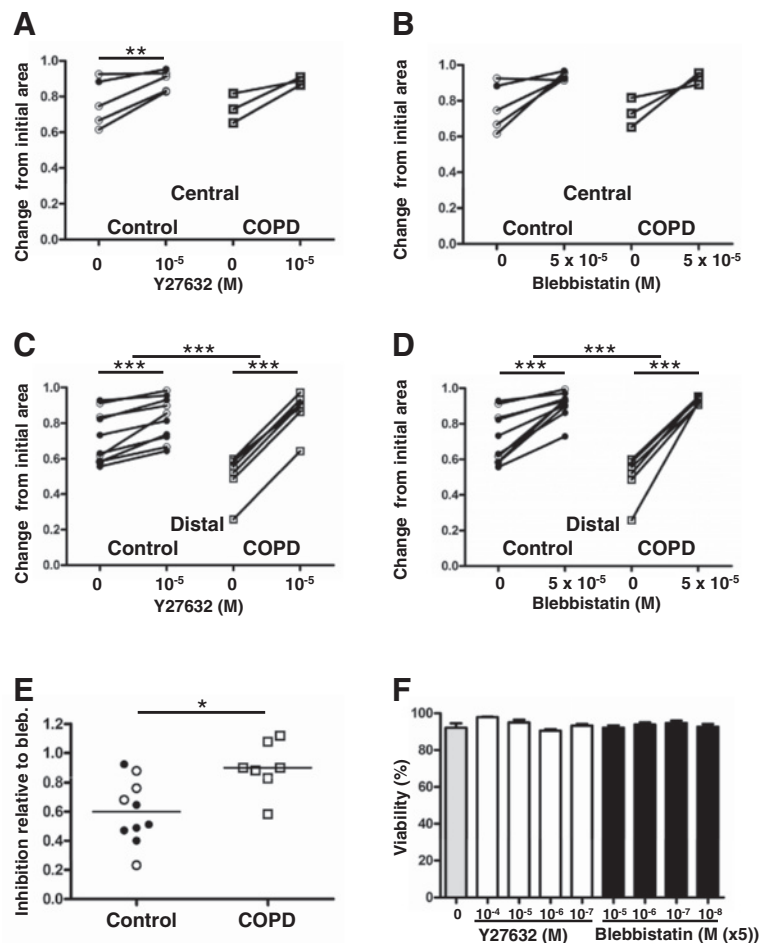 A
B
Change from initial area
1.0
0.8
0.6
0.4
0.2
0.0
**
Central
Control
COPD
0
10-5
0
10-5
Y27632 (M)
Change from initial area
1.0
0.8
0.6
0.4
0.2
0.0
Central
Control
COPD
0
5 x 10-5
0
5 x 10-5
Blebbistatin (M)
C
D
Change from initial area
1.0
0.8
0.6
0.4
0.2
0.0
***
***
***
Distal
Control
COPD
0
10-5
0
10-5
Y27632 (M)
Change from initial area
1.0
0.8
0.6
0.4
0.2
0.0
***
***
***
Distal
Control
COPD
0
5 x 10-5
0
5 x 10-5
Blebbistatin (M)
E
F
Inhibition relative to bleb.
1.2
1.0
0.8
0.6
0.4
0.2
0.0
*
Control
COPD
Viability (%)
100
80
60
40
20
0
0
10-4
10-5
10-6
10-7
10-5
10-6
10-7
10-8
Y27632 (M)
Blebbistatin (M (x5))